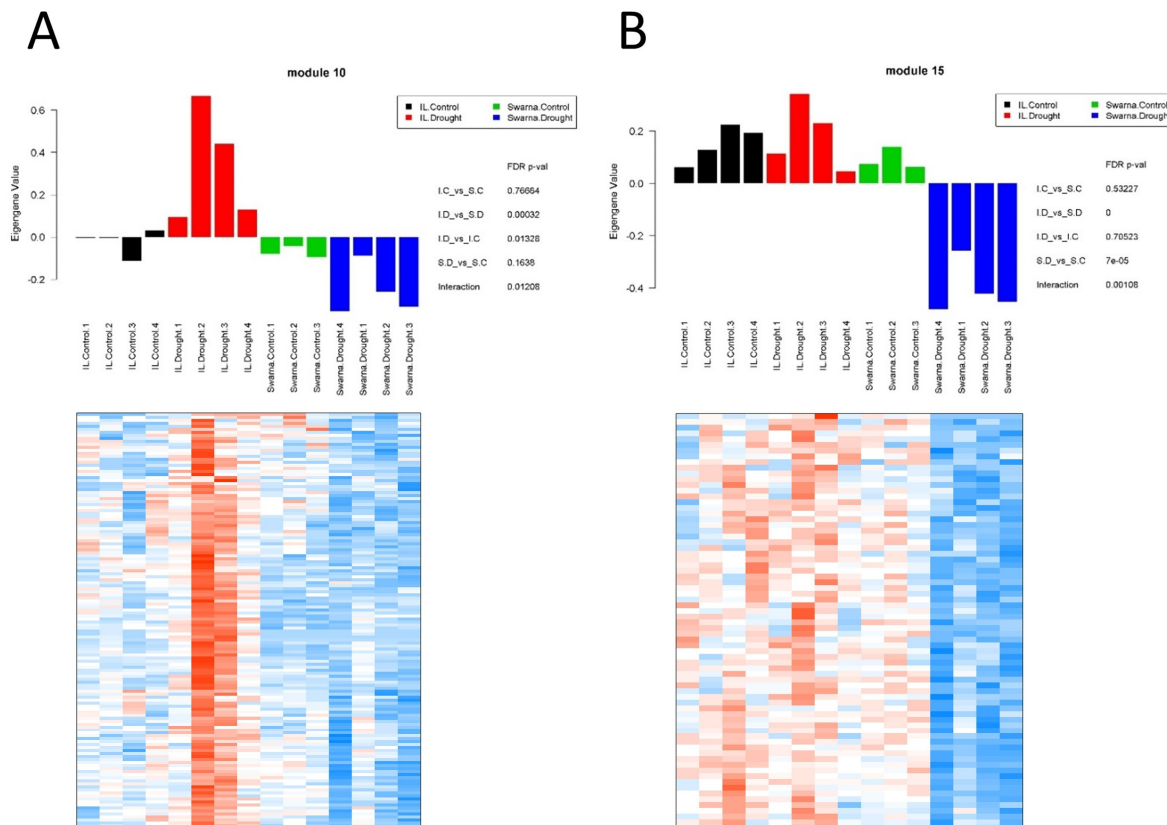 A
module 10
IL.Control
Swarna.Control
IL.Drought
Swarna.Drought
Eigengene Value
0.6
0.4
0.2
0.0
-0.2
FDR p-val
I.C_vs_S.C 0.76664
I.D_vs_S.D 0.00032
I.D_vs_I.C 0.01328
S.D_vs_S.C 0.1638
Interaction 0.01208
IL.Control.1
IL.Control.2
IL.Control.3
IL.Control.4
IL.Drought.1
IL.Drought.2
IL.Drought.3
IL.Drought.4
Swarna.Control.1
Swarna.Control.2
Swarna.Control.3
Swarna.Drought.4
Swarna.Drought.1
Swarna.Drought.2
Swarna.Drought.3
B
module 15
IL.Control
Swarna.Control
IL.Drought
Swarna.Drought
Eigengene Value
0.2
0.0
-0.2
-0.4
FDR p-val
I.C_vs_S.C 0.53227
I.D_vs_S.D 0
I.D_vs_I.C 0.70523
S.D_vs_S.C 7e-05
Interaction 0.00108
IL.Control.1
IL.Control.2
IL.Control.3
IL.Control.4
IL.Drought.1
IL.Drought.2
IL.Drought.3
IL.Drought.4
Swarna.Control.1
Swarna.Control.2
Swarna.Control.3
Swarna.Drought.4
Swarna.Drought.1
Swarna.Drought.2
Swarna.Drought.3